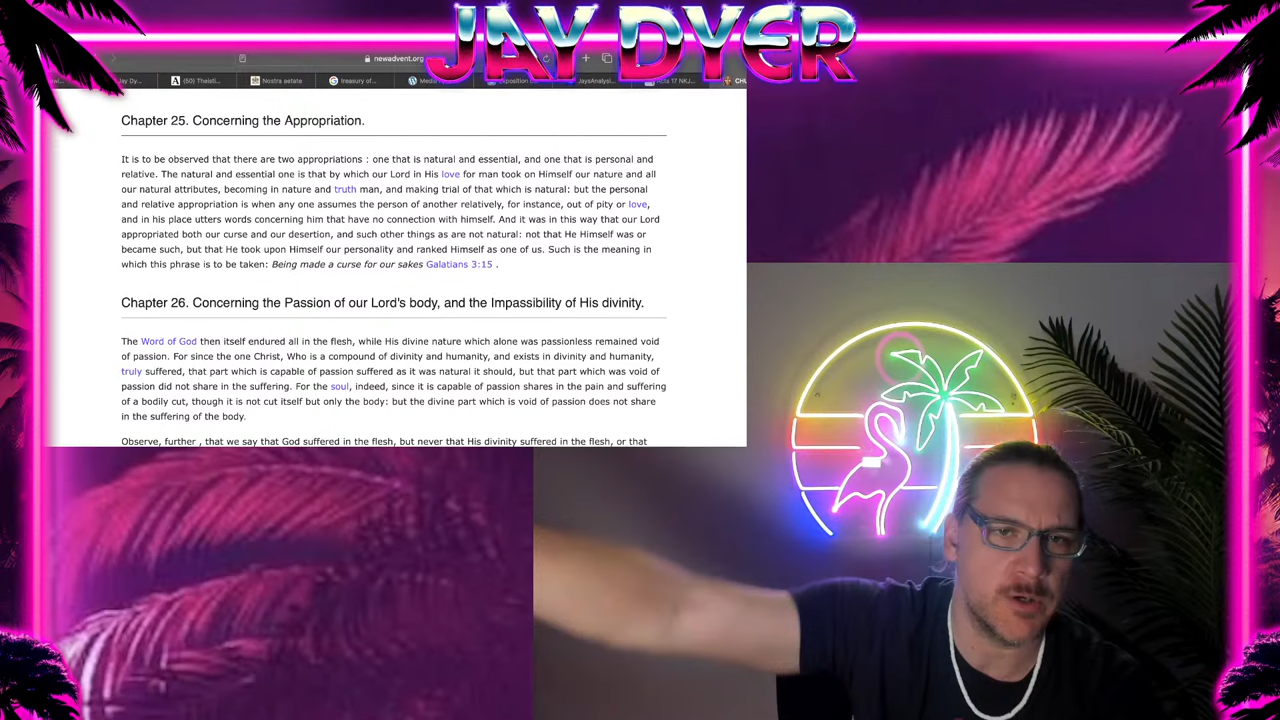 JAY DYER
newadvent.org
Jay Dy...
(50) Theisti...
Nostra aetate
treasury of...
JaysAnalysi...
Acts 17 NKJ...
Chapter 25. Concerning the Appropriation.
It is to be observed that there are two appropriations : one that is natural and essential, and one that is personal and
relative. The natural and essential one is that by which our Lord in His love for man took on Himself our nature and all
our natural attributes, becoming in nature and truth man, and making trial of that which is natural: but the personal
and relative appropriation is when any one assumes the person of another relatively, for instance, out of pity or love,
and in his place utters words concerning him that have no connection with himself. And it was in this way that our Lord
appropriated both our curse and our desertion, and such other things as are not natural: not that He Himself was or
became such, but that He took upon Himself our personality and ranked Himself as one of us. Such is the meaning in
which this phrase is to be taken: Being made a curse for our sakes Galatians 3:15 .
Chapter 26. Concerning the Passion of our Lord's body, and the Impassibility of His divinity.
The Word of God then itself endured all in the flesh, while His divine nature which alone was passionless remained void
of passion. For since the one Christ, Who is a compound of divinity and humanity, and exists in divinity and humanity,
truly suffered, that part which is capable of passion suffered as it was natural it should, but that part which was void of
passion did not share in the suffering. For the soul, indeed, since it is capable of passion shares in the pain and suffering
of a bodily cut, though it is not cut itself but only the body: but the divine part which is void of passion does not share
in the suffering of the body.
Observe, further , that we say that God suffered in the flesh, but never that His divinity suffered in the flesh, or that